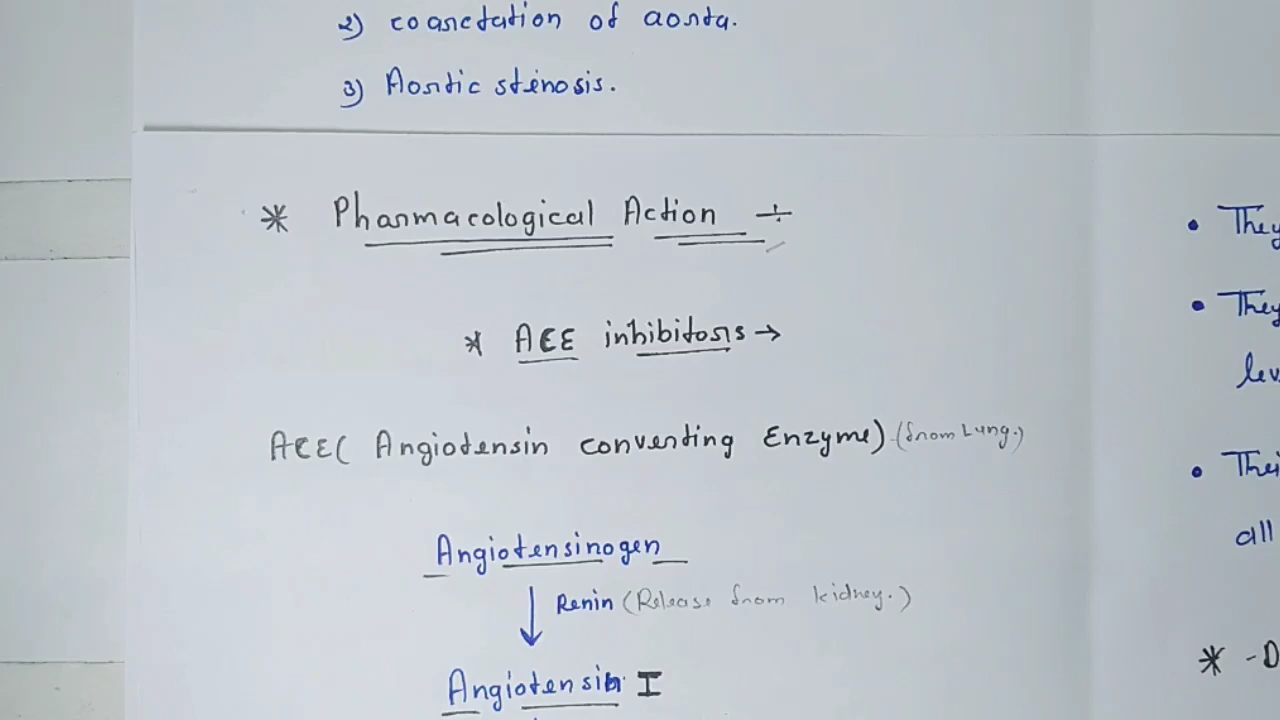 2) coarctation of aorta.
3) Aortic stenosis.
* Pharmacological Action ÷
* ACE inhibitors →
ACE( Angiotensin converting Enzyme) (from Lung.)
Angiotensinogen
↓ Renin (Release from kidney.)
Angiotensin I
• They
• They
lev
• Thei
all
* -D